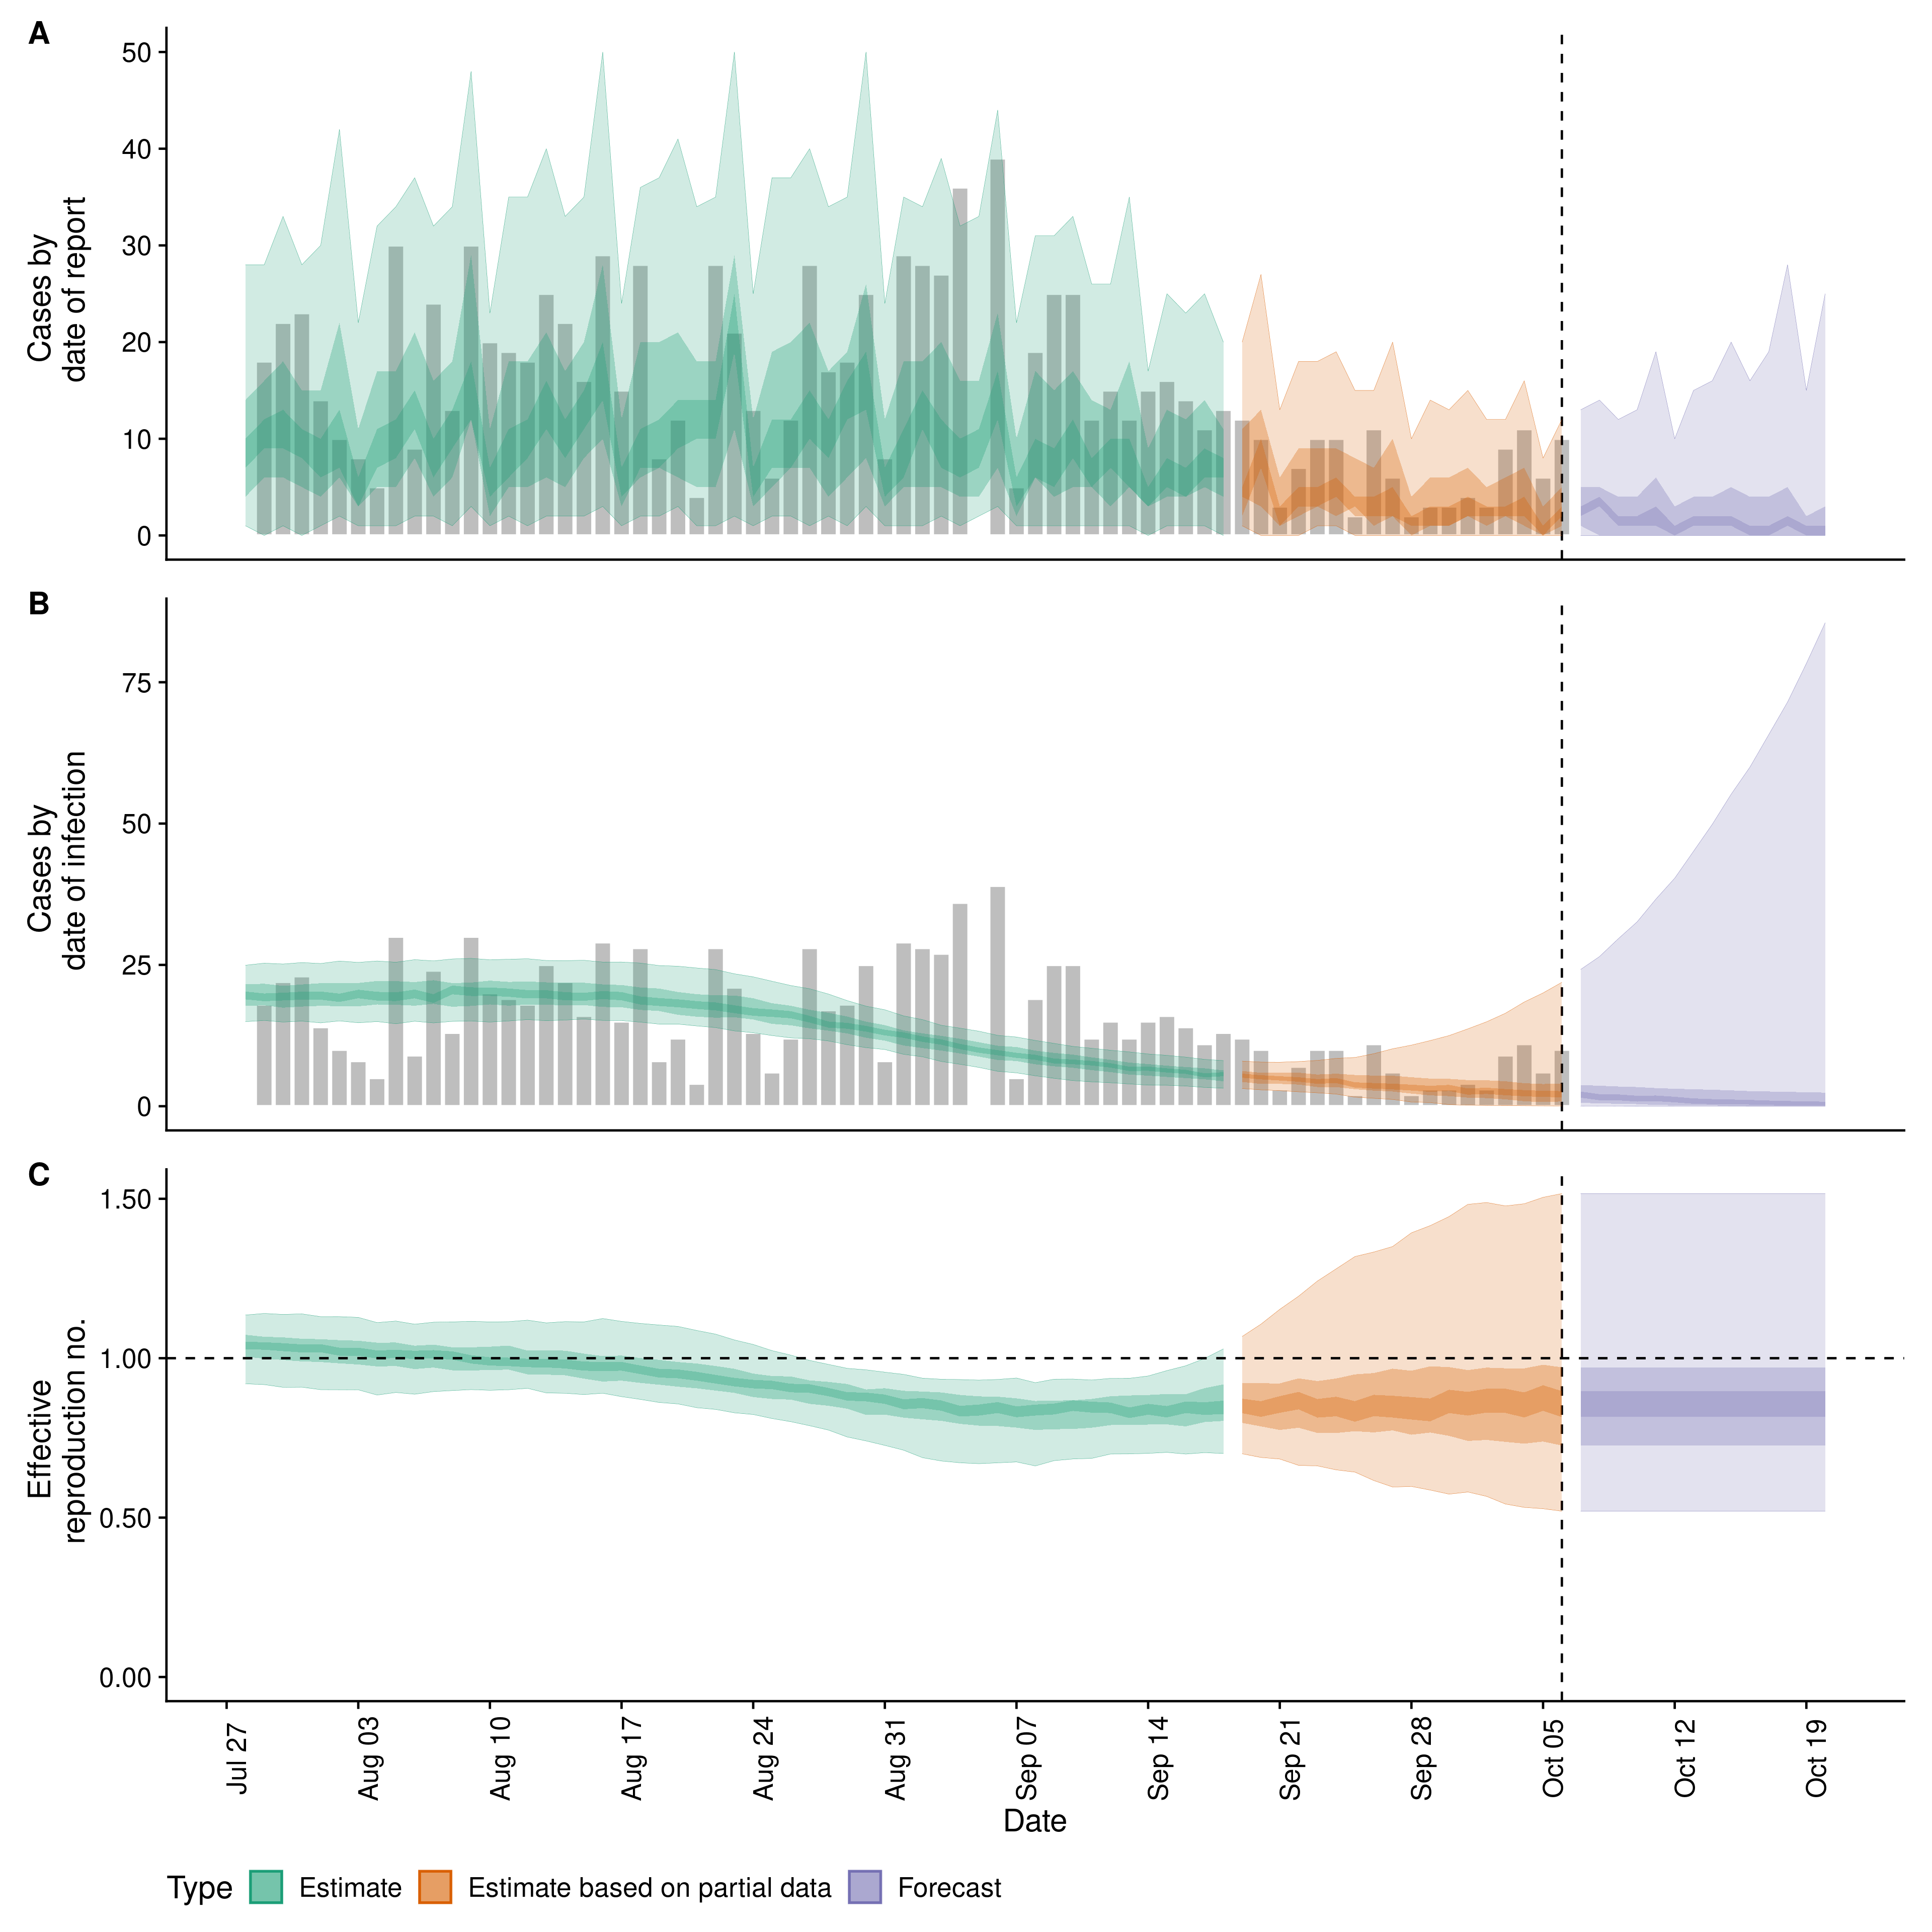 A
50
40
30
20
10
0
Cases by
date of report
B
75
50
25
0
Cases by
date of infection
C
1.50
1.00
0.50
0.00
Effective
reproduction no.
Jul 27
Aug 03
Aug 10
Aug 17
Aug 24
Aug 31
Sep 07
Sep 14
Sep 21
Sep 28
Oct 05
Oct 12
Oct 19
Date
Type Estimate Estimate based on partial data Forecast